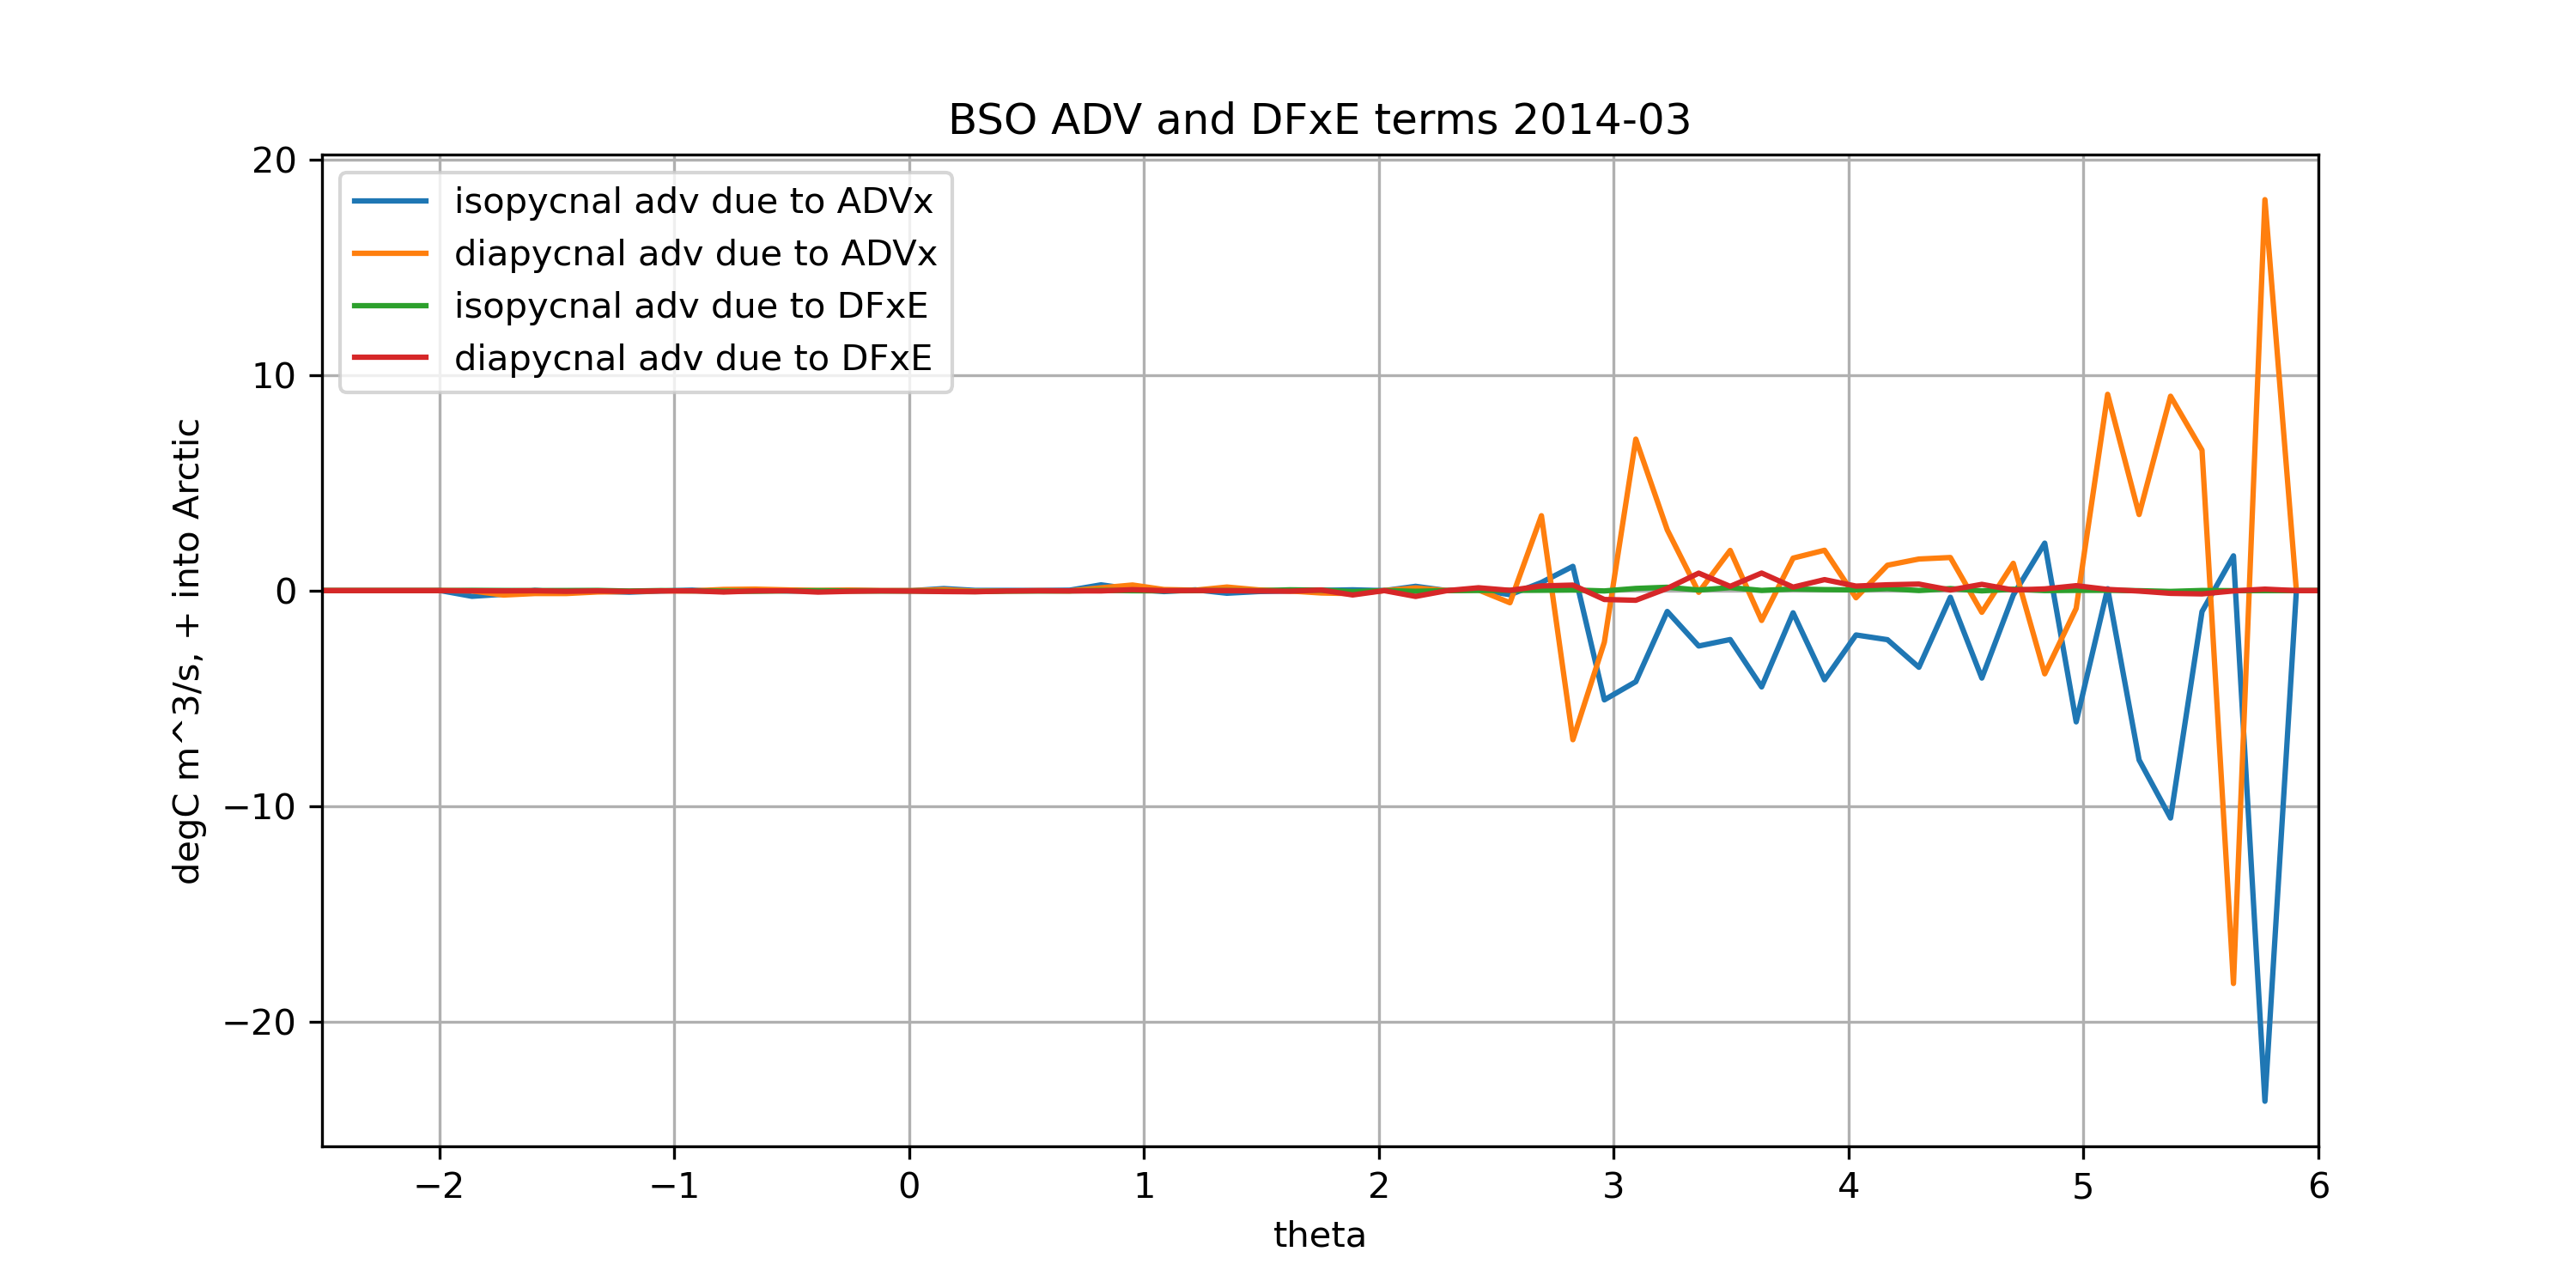 BSO ADV and DFxE terms 2014-03
20
10
0
−10
−20
degC m^3/s, + into Arctic
isopycnal adv due to ADVx
diapycnal adv due to ADVx
isopycnal adv due to DFxE
diapycnal adv due to DFxE
−2 −1 0 1 2 3 4 5 6
theta